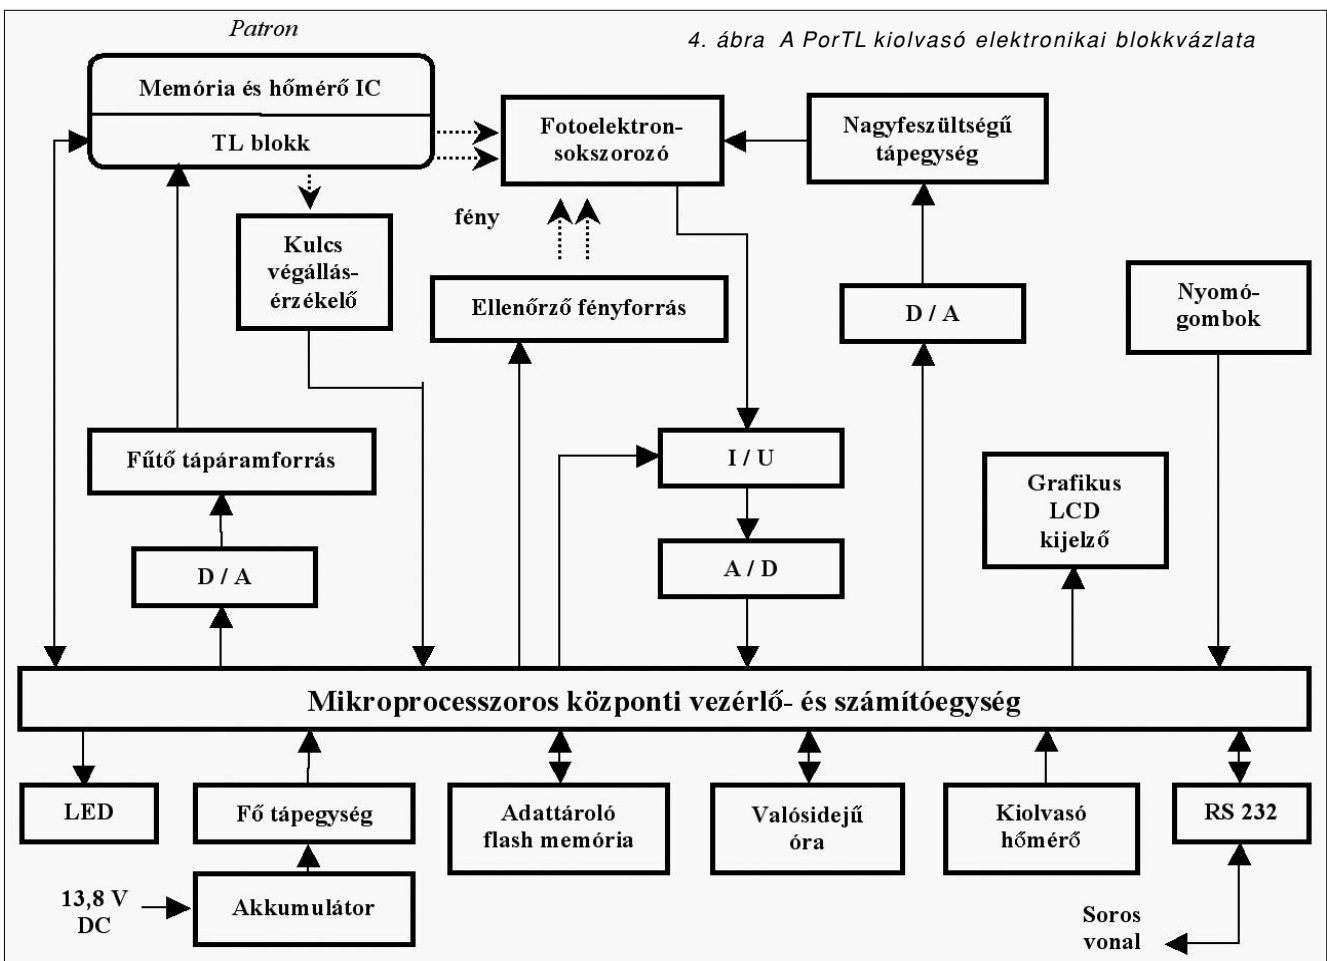 Patron
4. ábra A PorTL kiolvasó elektronikai blokkvázlata
Memória és hőmérő IC
TL blokk
Fotoelektron-
sokszorozó
Nagyfeszültségű
tápegység
fény
Kulcs
végállás-
érzékelő
Ellenőrző fényforrás
D / A
Nyomó-
gombok
Fűtő tápáramforrás
I / U
Grafikus
LCD
kijelző
D / A
A / D
Mikroprocesszoros központi vezérlő- és számítóegység
LED
Fő tápegység
Adattároló
flash memória
Valósidejű
óra
Kiolvasó
hőmérő
RS 232
13,8 V
DC
Akkumulátor
Soros
vonal